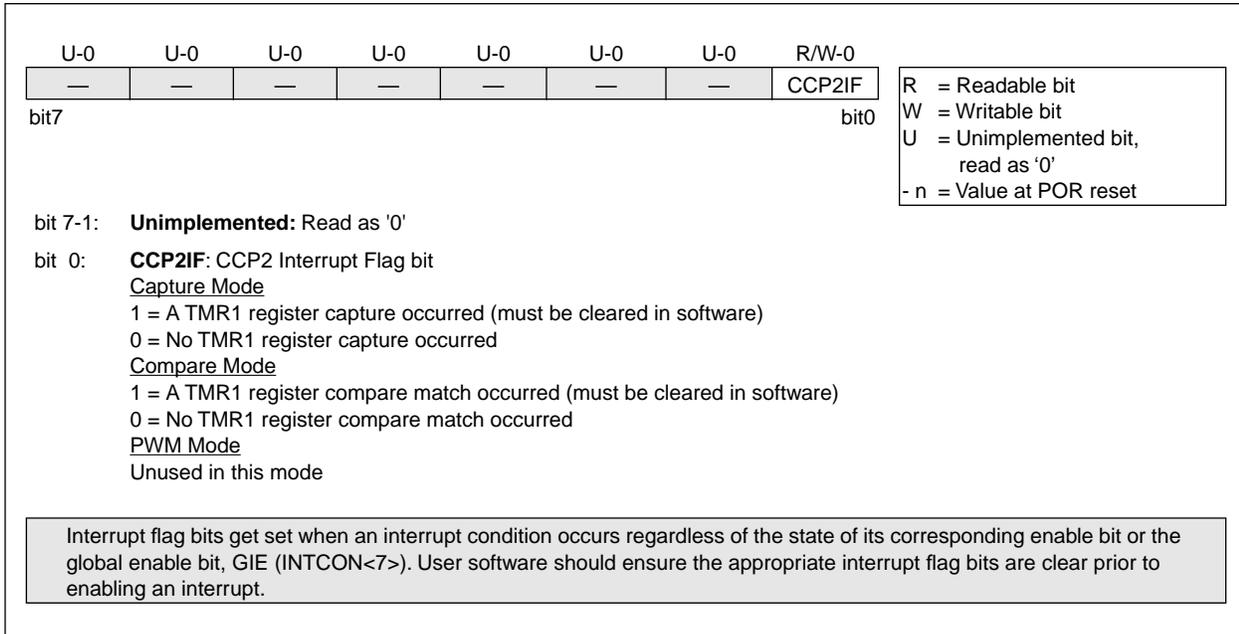 U-0 U-0 U-0 U-0 U-0 U-0 U-0 R/W-0
— — — — — — — CCP2IF
bit7 bit0
R = Readable bit
W = Writable bit
U = Unimplemented bit,
read as ‘0’
- n = Value at POR reset
bit 7-1: Unimplemented: Read as '0'
bit 0: CCP2IF: CCP2 Interrupt Flag bit
Capture Mode
1 = A TMR1 register capture occurred (must be cleared in software)
0 = No TMR1 register capture occurred
Compare Mode
1 = A TMR1 register compare match occurred (must be cleared in software)
0 = No TMR1 register compare match occurred
PWM Mode
Unused in this mode
Interrupt flag bits get set when an interrupt condition occurs regardless of the state of its corresponding enable bit or the
global enable bit, GIE (INTCON<7>). User software should ensure the appropriate interrupt flag bits are clear prior to
enabling an interrupt.